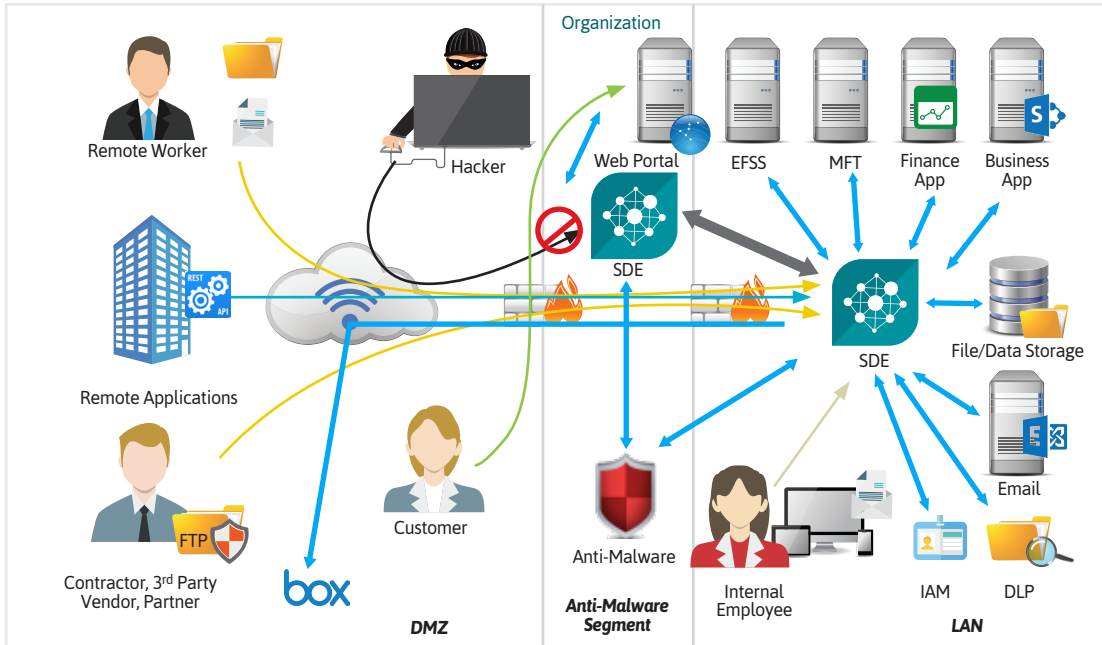 Organization
Remote Worker
Hacker
Web Portal
EFSS
MFT
Finance
App
Business
App
S
SDE
REST
API
SDE
File/Data Storage
Remote Applications
E
Email
FTP
Customer
Anti-Malware
Contractor, 3rd Party
Vendor, Partner
box
Internal
Employee
IAM
DLP
DMZ
Anti-Malware
Segment
LAN